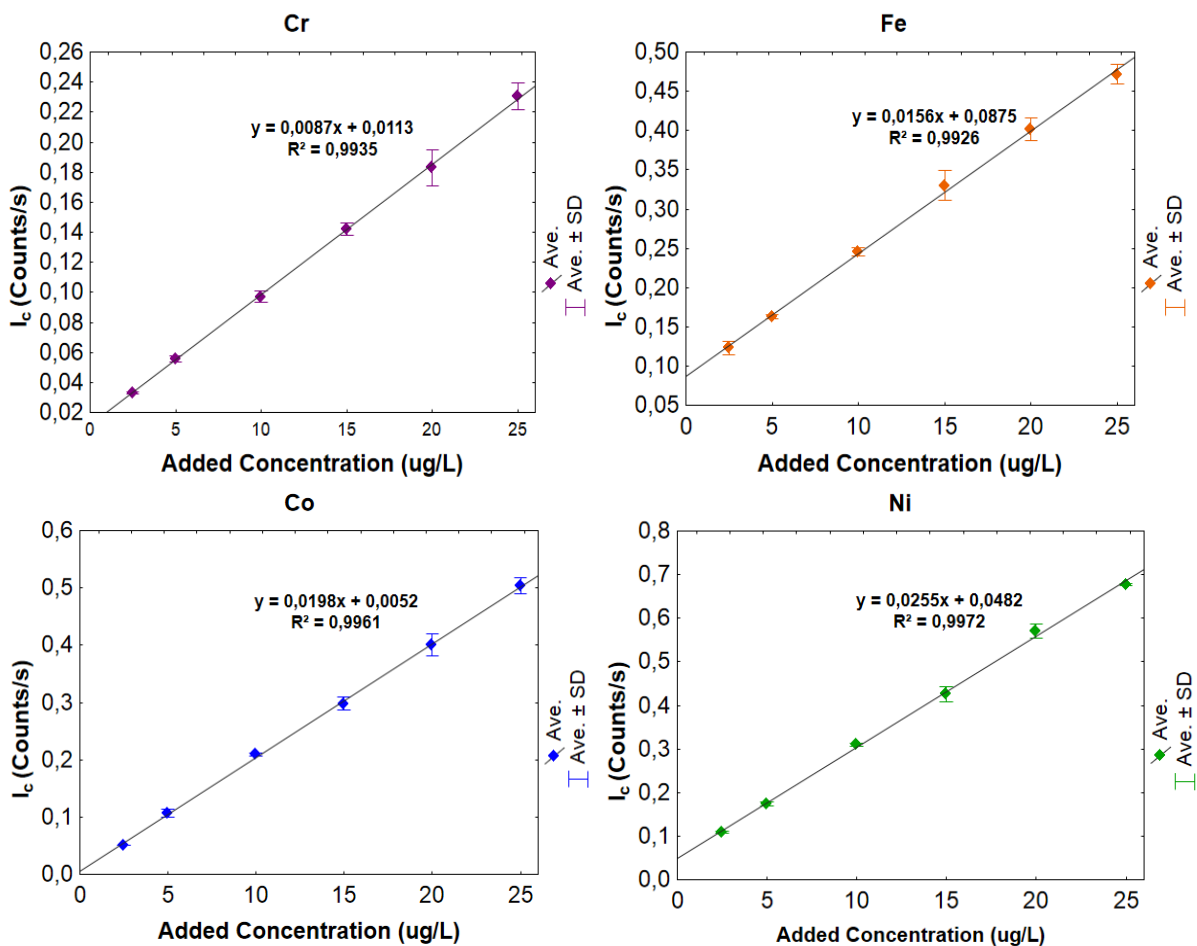 Cr
0,26
0,24
0,22
0,20
0,18
0,16
0,14
0,12
0,10
0,08
0,06
0,04
0,02
I_c (Counts/s)
y = 0,0087x + 0,0113
R² = 0,9935
0 5 10 15 20 25
Added Concentration (ug/L)
Ave.
Ave. ± SD
Fe
0,50
0,45
0,40
0,35
0,30
0,25
0,20
0,15
0,10
0,05
I_c (Counts/s)
y = 0,0156x + 0,0875
R² = 0,9926
0 5 10 15 20 25
Added Concentration (ug/L)
Ave.
Ave. ± SD
Co
0,6
0,5
0,4
0,3
0,2
0,1
0,0
I_c (Counts/s)
y = 0,0198x + 0,0052
R² = 0,9961
0 5 10 15 20 25
Added Concentration (ug/L)
Ave.
Ave. ± SD
Ni
0,8
0,7
0,6
0,5
0,4
0,3
0,2
0,1
0,0
I_c (Counts/s)
y = 0,0255x + 0,0482
R² = 0,9972
0 5 10 15 20 25
Added Concentration (ug/L)
Ave.
Ave. ± SD